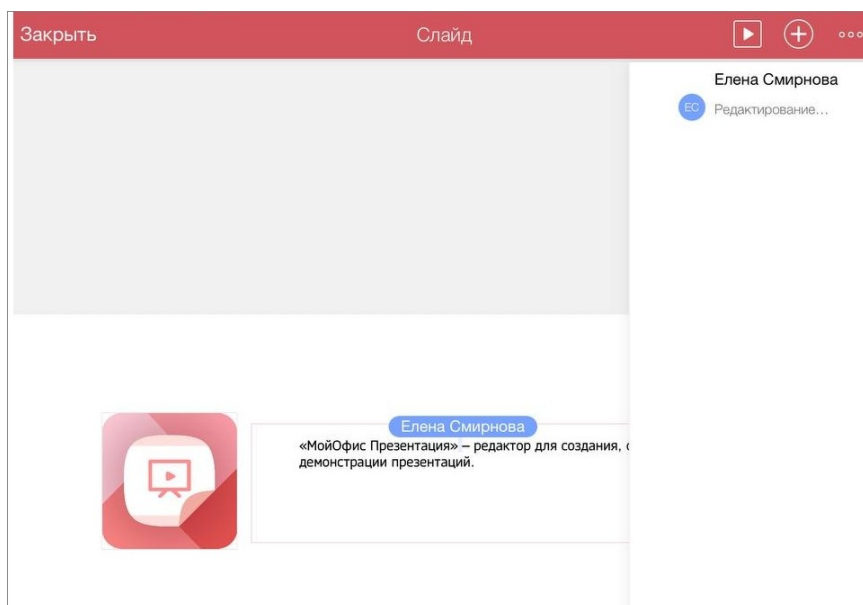 Закрыть
Слайд
Елена Смирнова
ЕС
Редактирование...
Елена Смирнова
«МойОфис Презентация» – редактор для создания,
демонстрации презентаций.